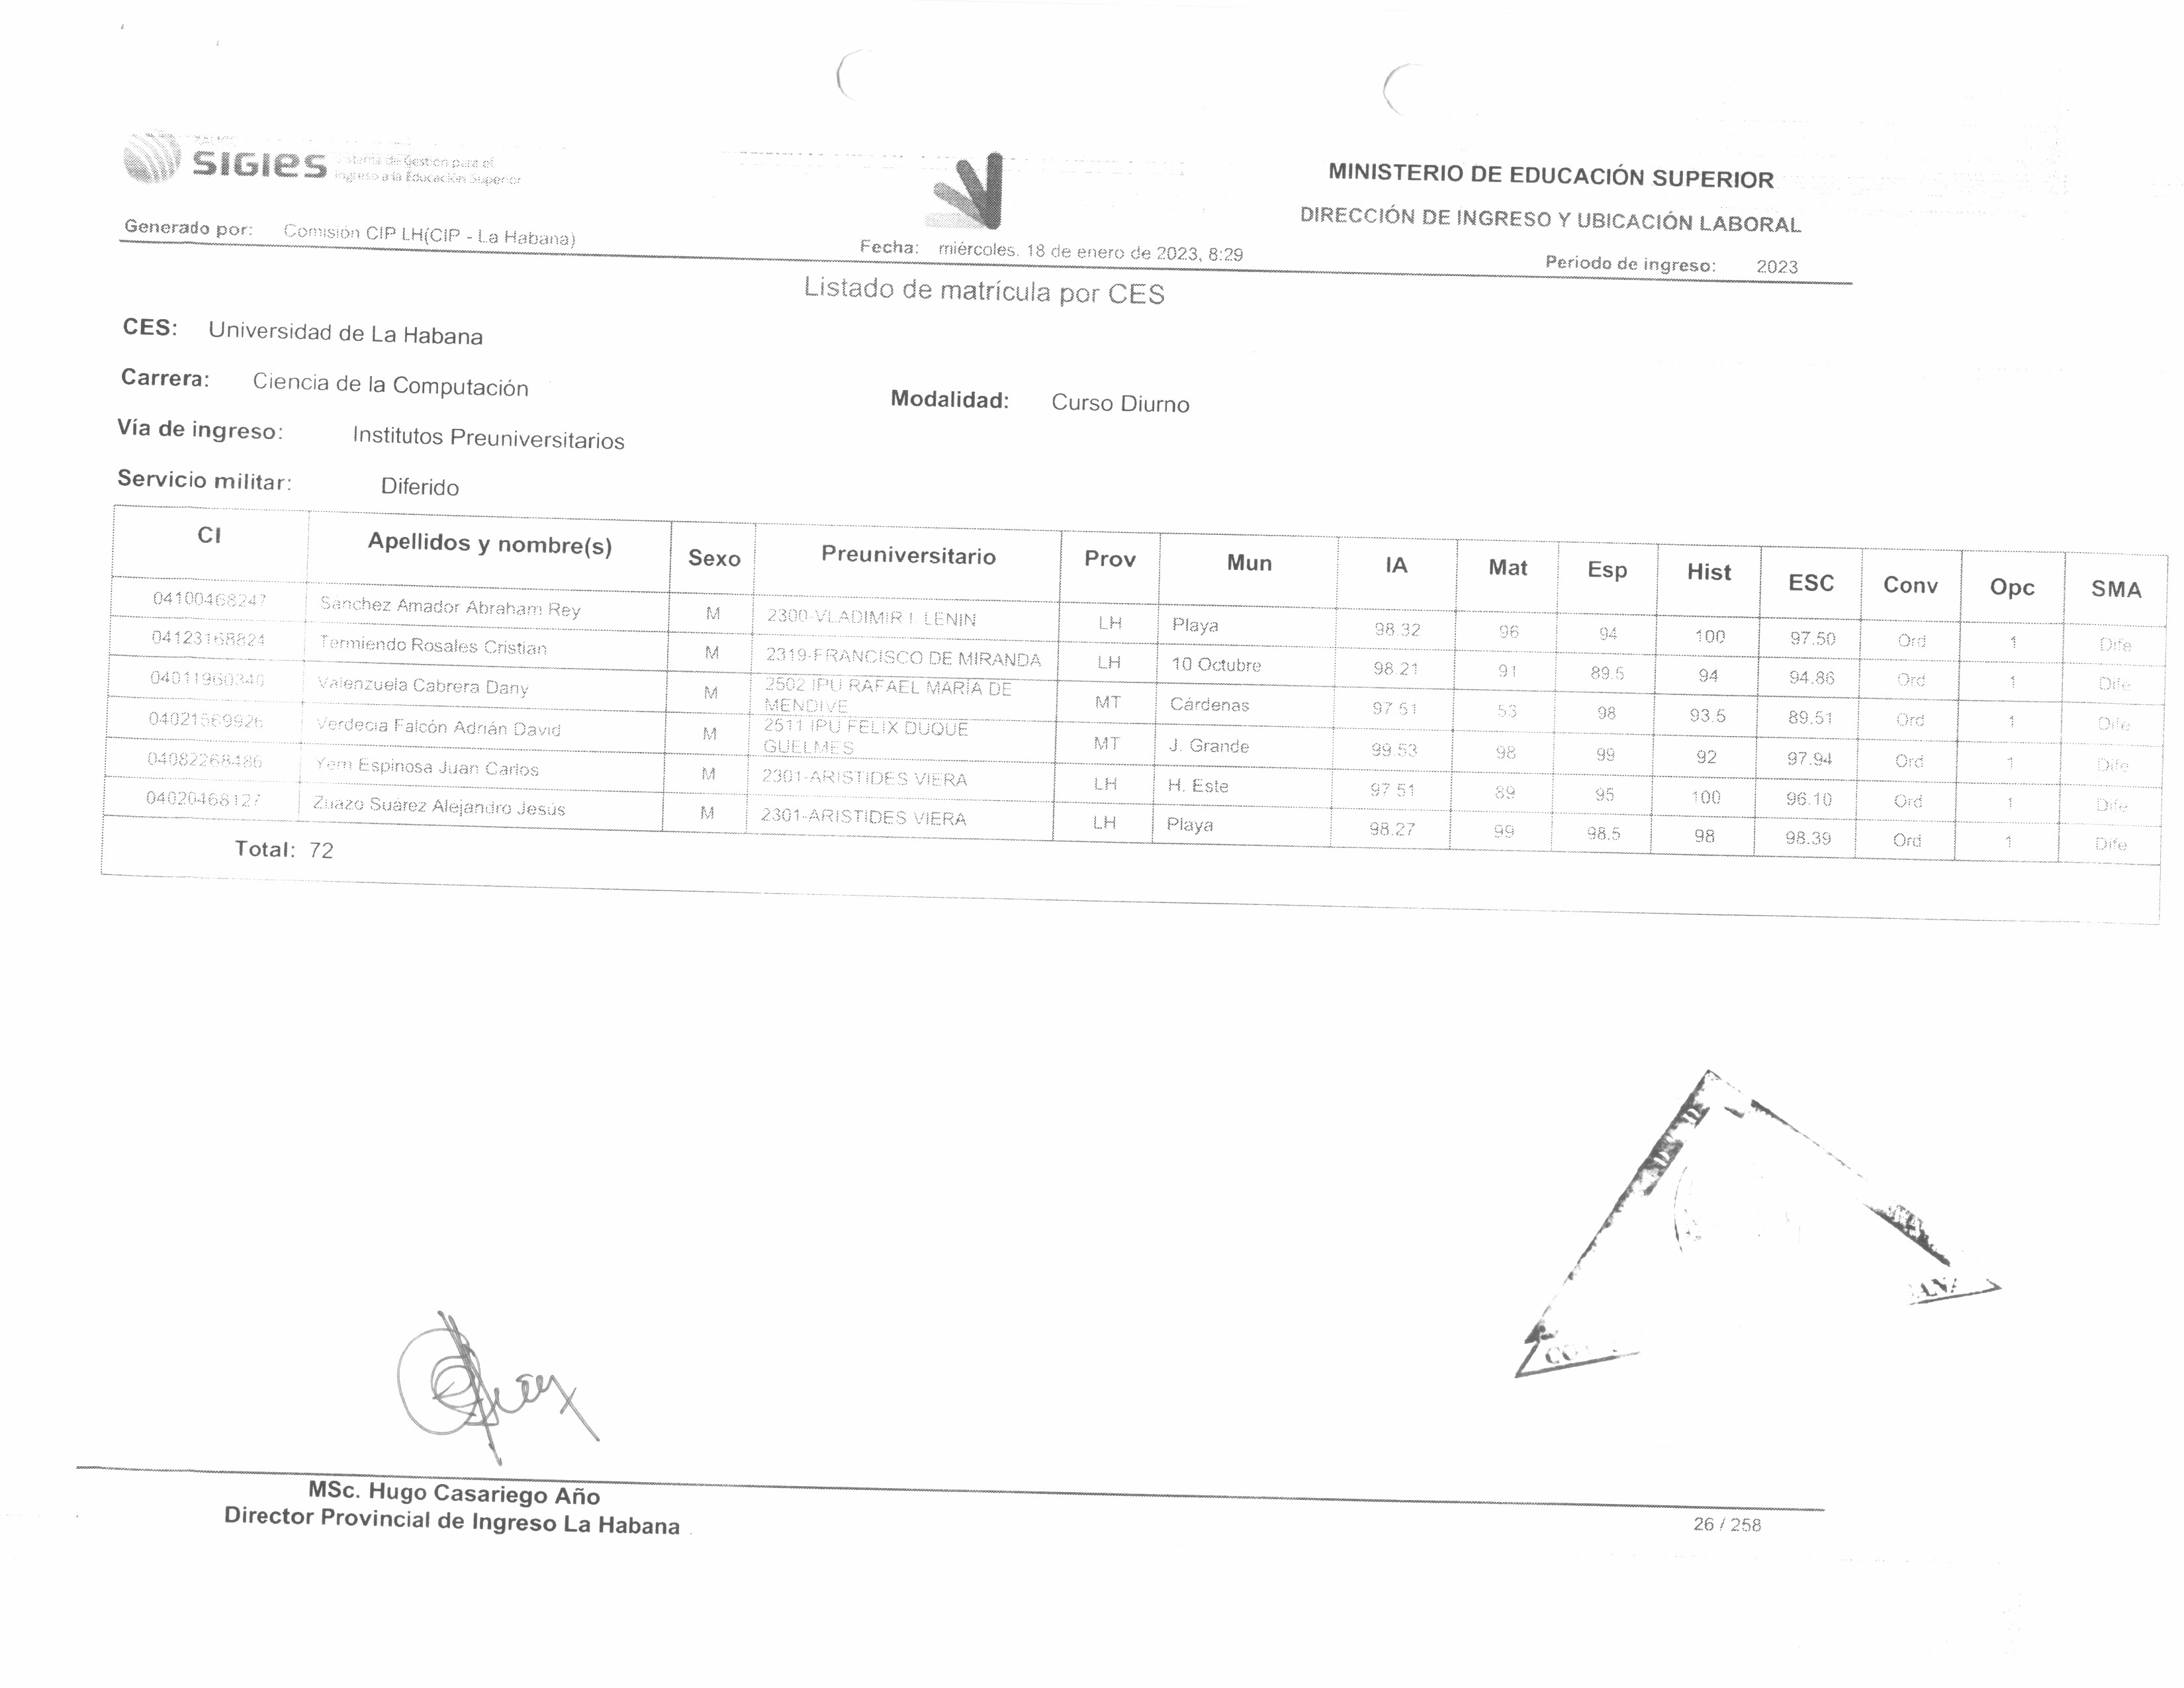 SIGIES
Sistema de Gestión para el
Ingreso a la Educación Superior
MINISTERIO DE EDUCACIÓN SUPERIOR
DIRECCIÓN DE INGRESO Y UBICACIÓN LABORAL
Generado por: Comisión CIP LH(CIP - La Habana)
Fecha: miércoles. 18 de enero de 2023, 8:29
Periodo de ingreso: 2023
Listado de matrícula por CES
CES: Universidad de La Habana
Carrera: Ciencia de la Computación
Modalidad: Curso Diurno
Vía de ingreso: Institutos Preuniversitarios
Servicio militar: Diferido
CI Apellidos y nombre(s) Sexo Preuniversitario Prov Mun IA Mat Esp Hist ESC Conv Opc SMA
04100468247 Sanchez Amador Abraham Rey M 2300-VLADIMIR I. LENIN LH Playa 98.32 96 94 100 97.50 Ord 1 Dife
04123168824 Termiendo Rosales Cristian M 2319-FRANCISCO DE MIRANDA LH 10 Octubre 98.21 91 89.5 94 94.86 Ord 1 Dife
Valenzuela Cabrera Dany M 2502 IPU RAFAEL MARÍA DE MENDIVE MT Cárdenas 97.51 53 98 93.5 89.51 Ord 1 Dife
04021569926 Verdecia Falcón Adrián David M 2511 IPU FELIX DUQUE GUELMES MT J. Grande 99.53 98 99 92 97.94 Ord 1 Dife
04082268486 Espinosa Juan Carlos M 2301-ARISTIDES VIERA LH H. Este 97.51 89 95 100 96.10 Ord 1 Dife
04020468127 Zuazo Suárez Alejandro Jesús M 2301-ARISTIDES VIERA LH Playa 98.27 99 98.5 98 98.39 Ord 1 Dife
Total: 72
MSc. Hugo Casariego Año
Director Provincial de Ingreso La Habana
26 / 258